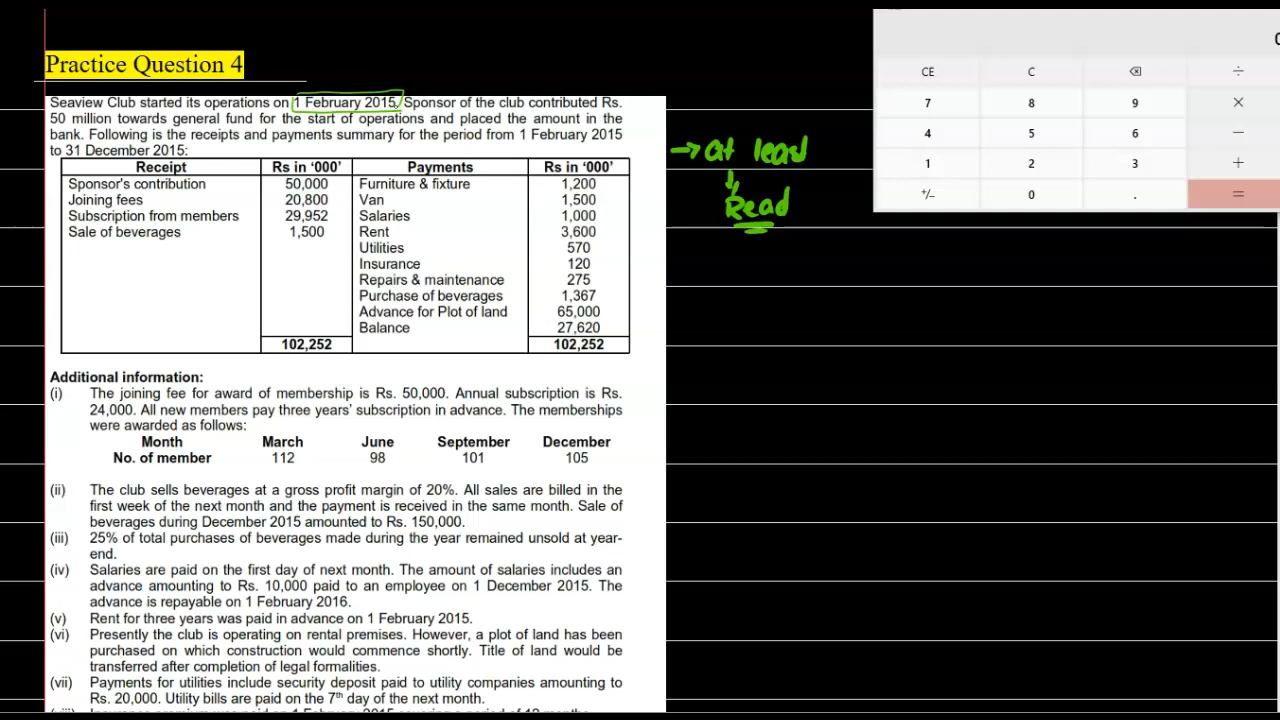 Practice Question 4
Seaview Club started its operations on 1 February 2015. Sponsor of the club contributed Rs.
50 million towards general fund for the start of operations and placed the amount in the
bank. Following is the receipts and payments summary for the period from 1 February 2015
to 31 December 2015:
Receipt Rs in ‘000’ Payments Rs in ‘000’
Sponsor's contribution 50,000 Furniture & fixture 1,200
Joining fees 20,800 Van 1,500
Subscription from members 29,952 Salaries 1,000
Sale of beverages 1,500 Rent 3,600
Utilities 570
Insurance 120
Repairs & maintenance 275
Purchase of beverages 1,367
Advance for Plot of land 65,000
Balance 27,620
102,252 102,252
Additional information:
(i) The joining fee for award of membership is Rs. 50,000. Annual subscription is Rs.
24,000. All new members pay three years’ subscription in advance. The memberships
were awarded as follows:
Month March June September December
No. of member 112 98 101 105
(ii) The club sells beverages at a gross profit margin of 20%. All sales are billed in the
first week of the next month and the payment is received in the same month. Sale of
beverages during December 2015 amounted to Rs. 150,000.
(iii) 25% of total purchases of beverages made during the year remained unsold at year-
end.
(iv) Salaries are paid on the first day of next month. The amount of salaries includes an
advance amounting to Rs. 10,000 paid to an employee on 1 December 2015. The
advance is repayable on 1 February 2016.
(v) Rent for three years was paid in advance on 1 February 2015.
(vi) Presently the club is operating on rental premises. However, a plot of land has been
purchased on which construction would commence shortly. Title of land would be
transferred after completion of legal formalities.
(vii) Payments for utilities include security deposit paid to utility companies amounting to
Rs. 20,000. Utility bills are paid on the 7th day of the next month.
→ at least
Read
CE C ⌫ ÷
7 8 9 ×
4 5 6 −
1 2 3 +
+/− 0 . =